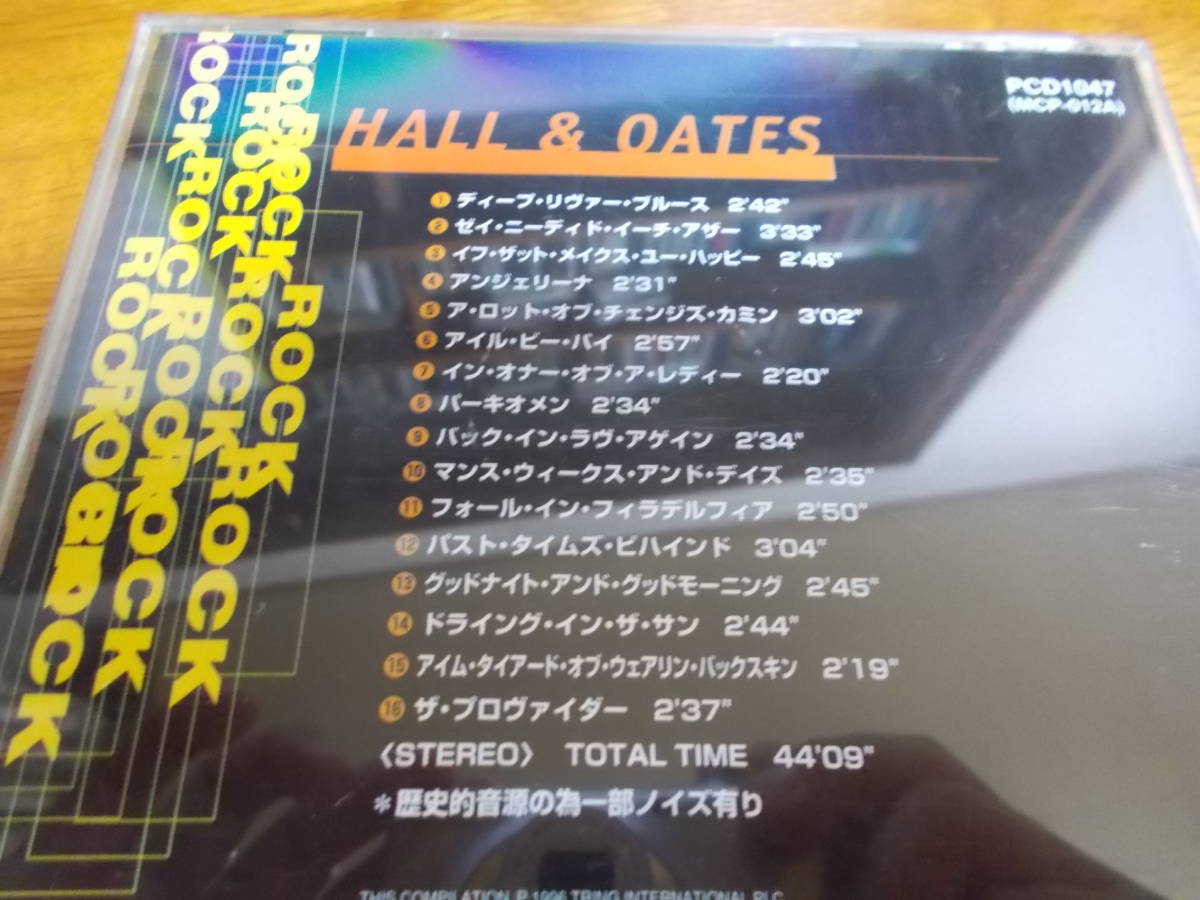 PCD1047
(MCP-012A)
HALL & OATES
1 ディープ・リヴァー・ブルース 2'42"
2 ゼイ・ニーディド・イーチ・アザー 3'33"
3 イフ・ザット・メイクス・ユー・ハッピー 2'45"
4 アンジェリーナ 2'31"
5 ア・ロット・オブ・チェンジズ・カミン 3'02"
6 アイル・ビー・バイ 2'57"
7 イン・オナー・オブ・ア・レディー 2'20"
8 パーキオメン 2'34"
9 バック・イン・ラヴ・アゲイン 2'34"
10 マンス・ウィークス・アンド・デイズ 2'35"
11 フォール・イン・フィラデルフィア 2'50"
12 パスト・タイムズ・ビハインド 3'04"
13 グッドナイト・アンド・グッドモーニング 2'45"
14 ドライング・イン・ザ・サン 2'44"
15 アイム・タイアード・オブ・ウェアリン・バックスキン 2'19"
16 ザ・プロヴァイダー 2'37"
〈STEREO〉 TOTAL TIME 44'09"
*歴史的音源の為一部ノイズ有り
THIS COMPILATION P 1996 TRING INTERNATIONAL PLC
ROCKROCK
ROCKROCKROCK
ROCKROCKROCK
ROCKROCK